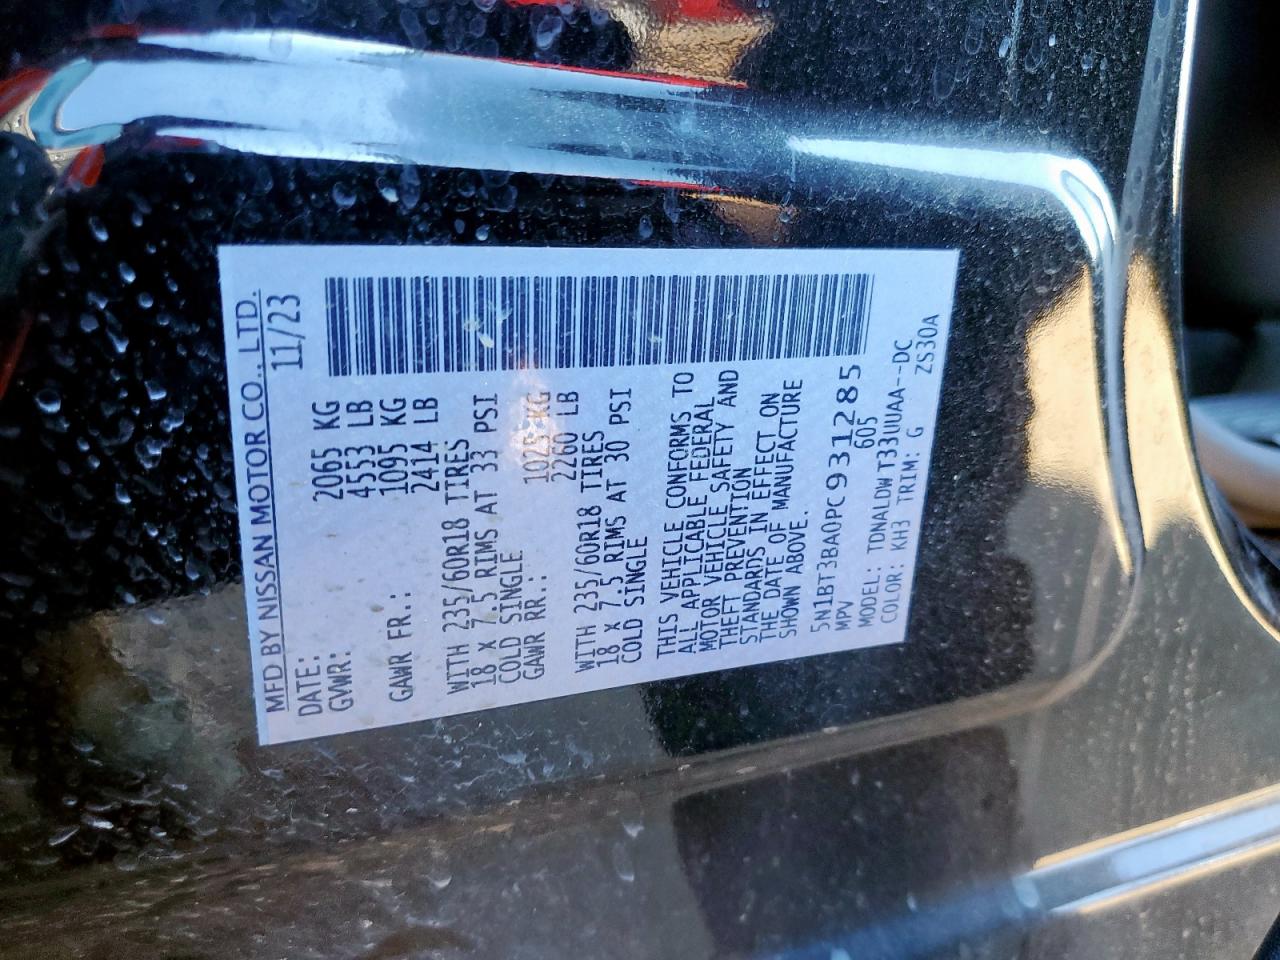 MFD BY NISSAN MOTOR CO., LTD.
DATE: 11/23
GVWR: 2065 KG
4553 LB
GAWR FR.: 1095 KG
2414 LB
WITH 235/60R18 TIRES
18 X 7.5 RIMS AT 33 PSI
COLD SINGLE
GAWR RR.: 1025 KG
2260 LB
WITH 235/60R18 TIRES
18 X 7.5 RIMS AT 30 PSI
COLD SINGLE
THIS VEHICLE CONFORMS TO
ALL APPLICABLE FEDERAL
MOTOR VEHICLE SAFETY AND
THEFT PREVENTION
STANDARDS IN EFFECT ON
THE DATE OF MANUFACTURE
SHOWN ABOVE.
5N1BT3BA0PC931285
MPV 605
MODEL: TDNALDWT33UUAA--DC
COLOR: KH3 TRIM: G ZS30A